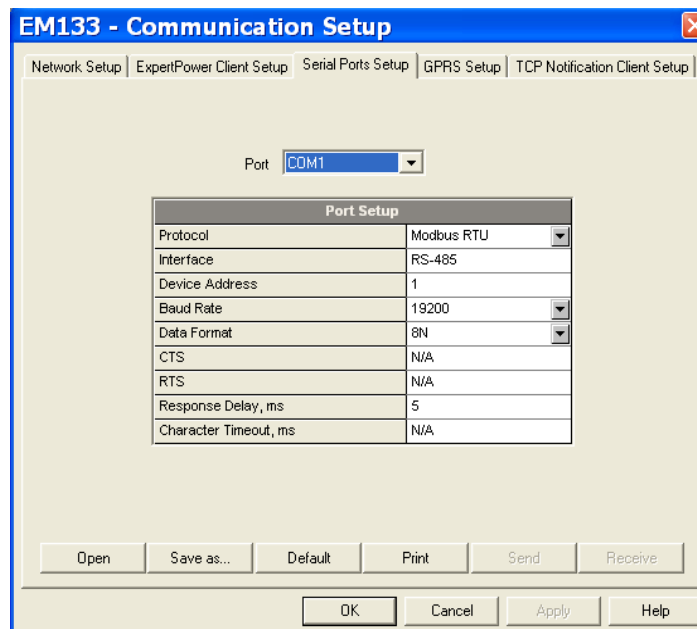 EM133 - Communication Setup
Network Setup ExpertPower Client Setup Serial Ports Setup GPRS Setup TCP Notification Client Setup
Port COM1
Port Setup
Protocol Modbus RTU
Interface RS-485
Device Address 1
Baud Rate 19200
Data Format 8N
CTS N/A
RTS N/A
Response Delay, ms 5
Character Timeout, ms N/A
Open Save as... Default Print Send Receive
OK Cancel Apply Help